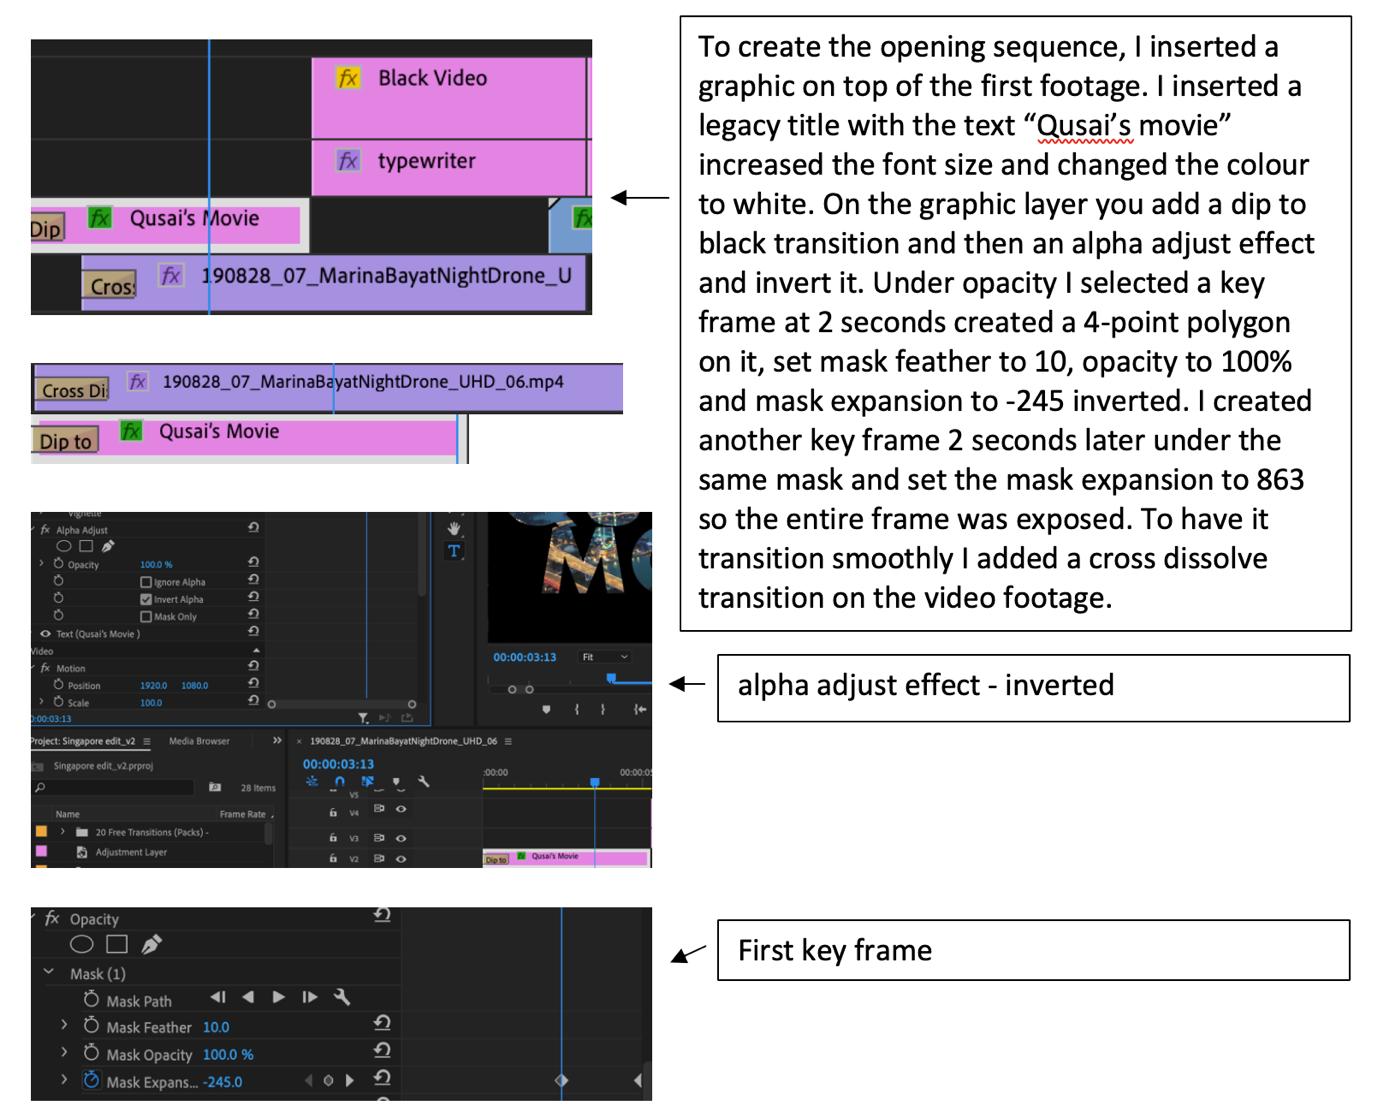 fx Black Video
fx typewriter
Dip fx Qusai's Movie fx
Cros fx 190828_07_MarinaBayatNightDrone_U
To create the opening sequence, I inserted a
graphic on top of the first footage. I inserted a
legacy title with the text “Qusai’s movie”
increased the font size and changed the colour
to white. On the graphic layer you add a dip to
black transition and then an alpha adjust effect
and invert it. Under opacity I selected a key
frame at 2 seconds created a 4-point polygon
on it, set mask feather to 10, opacity to 100%
and mask expansion to -245 inverted. I created
another key frame 2 seconds later under the
same mask and set the mask expansion to 863
so the entire frame was exposed. To have it
transition smoothly I added a cross dissolve
transition on the video footage.
Cross Di fx 190828_07_MarinaBayatNightDrone_UHD_06.mp4
Dip to fx Qusai's Movie
Vignette
fx Alpha Adjust
Opacity 100.0 %
Ignore Alpha
Invert Alpha
Mask Only
Text (Qusai's Movie )
Video
fx Motion
Position 1920.0 1080.0
Scale 100.0
0:00:03:13
T
MO
00:00:03:13 Fit
Project: Singapore edit_v2 Media Browser
Singapore edit_v2.prproj
28 Items
Name Frame Rate
20 Free Transitions (Packs) -
Adjustment Layer
190828_07_MarinaBayatNightDrone_UHD_06
00:00:03:13
:00:00 00:00:0
V5
V4
V3
V2
Dip to fx Qusai's Movie
alpha adjust effect - inverted
fx Opacity
Mask (1)
Mask Path
Mask Feather 10.0
Mask Opacity 100.0 %
Mask Expans... -245.0
First key frame